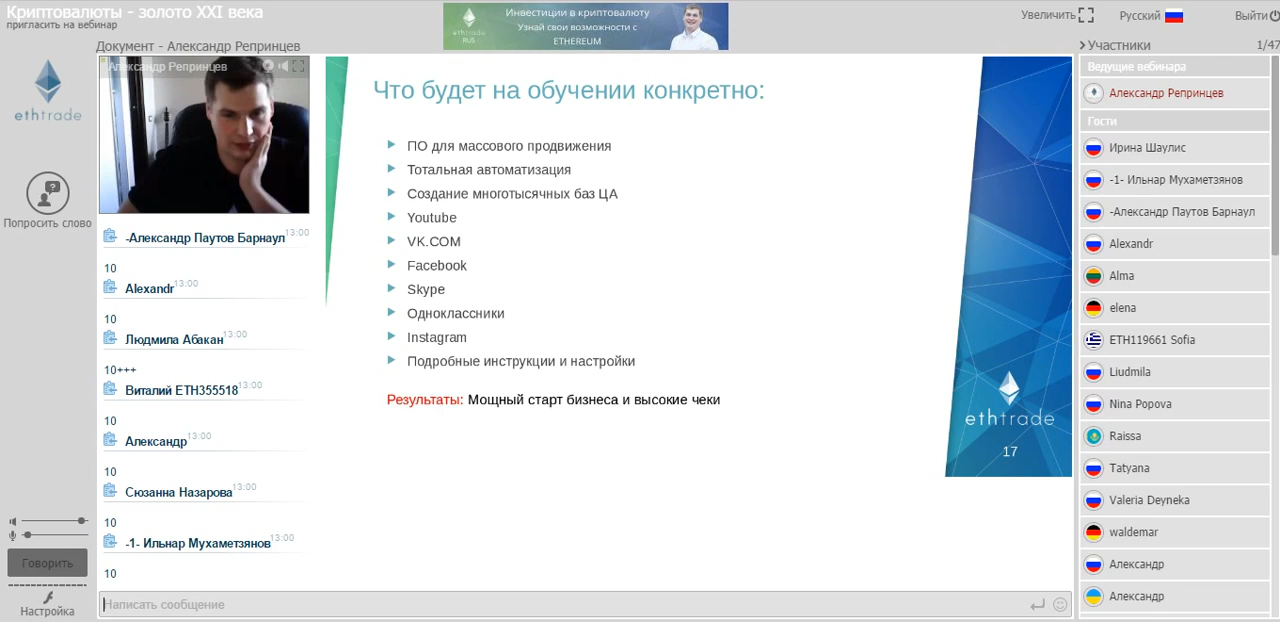 Криптовалюты - золото XXI века
пригласить на вебинар
ethtrade
RUS
Инвестиции в криптовалюту
Узнай свои возможности с
ETHEREUM
Увеличить
Русский
Выйти
Документ - Александр Репринцев
Участники
1/47
ethtrade
Попросить слово
Говорить
Настройка
Александр Репринцев
-Александр Паутов Барнаул 13:00
10
Alexandr 13:00
10
Людмила Абакан 13:00
10+++
Виталий ETH355518 13:00
10
Александр 13:00
10
Сюзанна Назарова 13:00
10
-1- Ильнар Мухаметзянов 13:00
10
Написать сообщение
Что будет на обучении конкретно:
ПО для массового продвижения
Тотальная автоматизация
Создание многотысячных баз ЦА
Youtube
VK.COM
Facebook
Skype
Одноклассники
Instagram
Подробные инструкции и настройки
Результаты: Мощный старт бизнеса и высокие чеки
ethtrade
17
Ведущие вебинара
Александр Репринцев
Гости
Ирина Шаулис
-1- Ильнар Мухаметзянов
-Александр Паутов Барнаул
Alexandr
Alma
elena
ETH119661 Sofia
Liudmila
Nina Popova
Raissa
Tatyana
Valeria Deyneka
waldemar
Александр
Александр